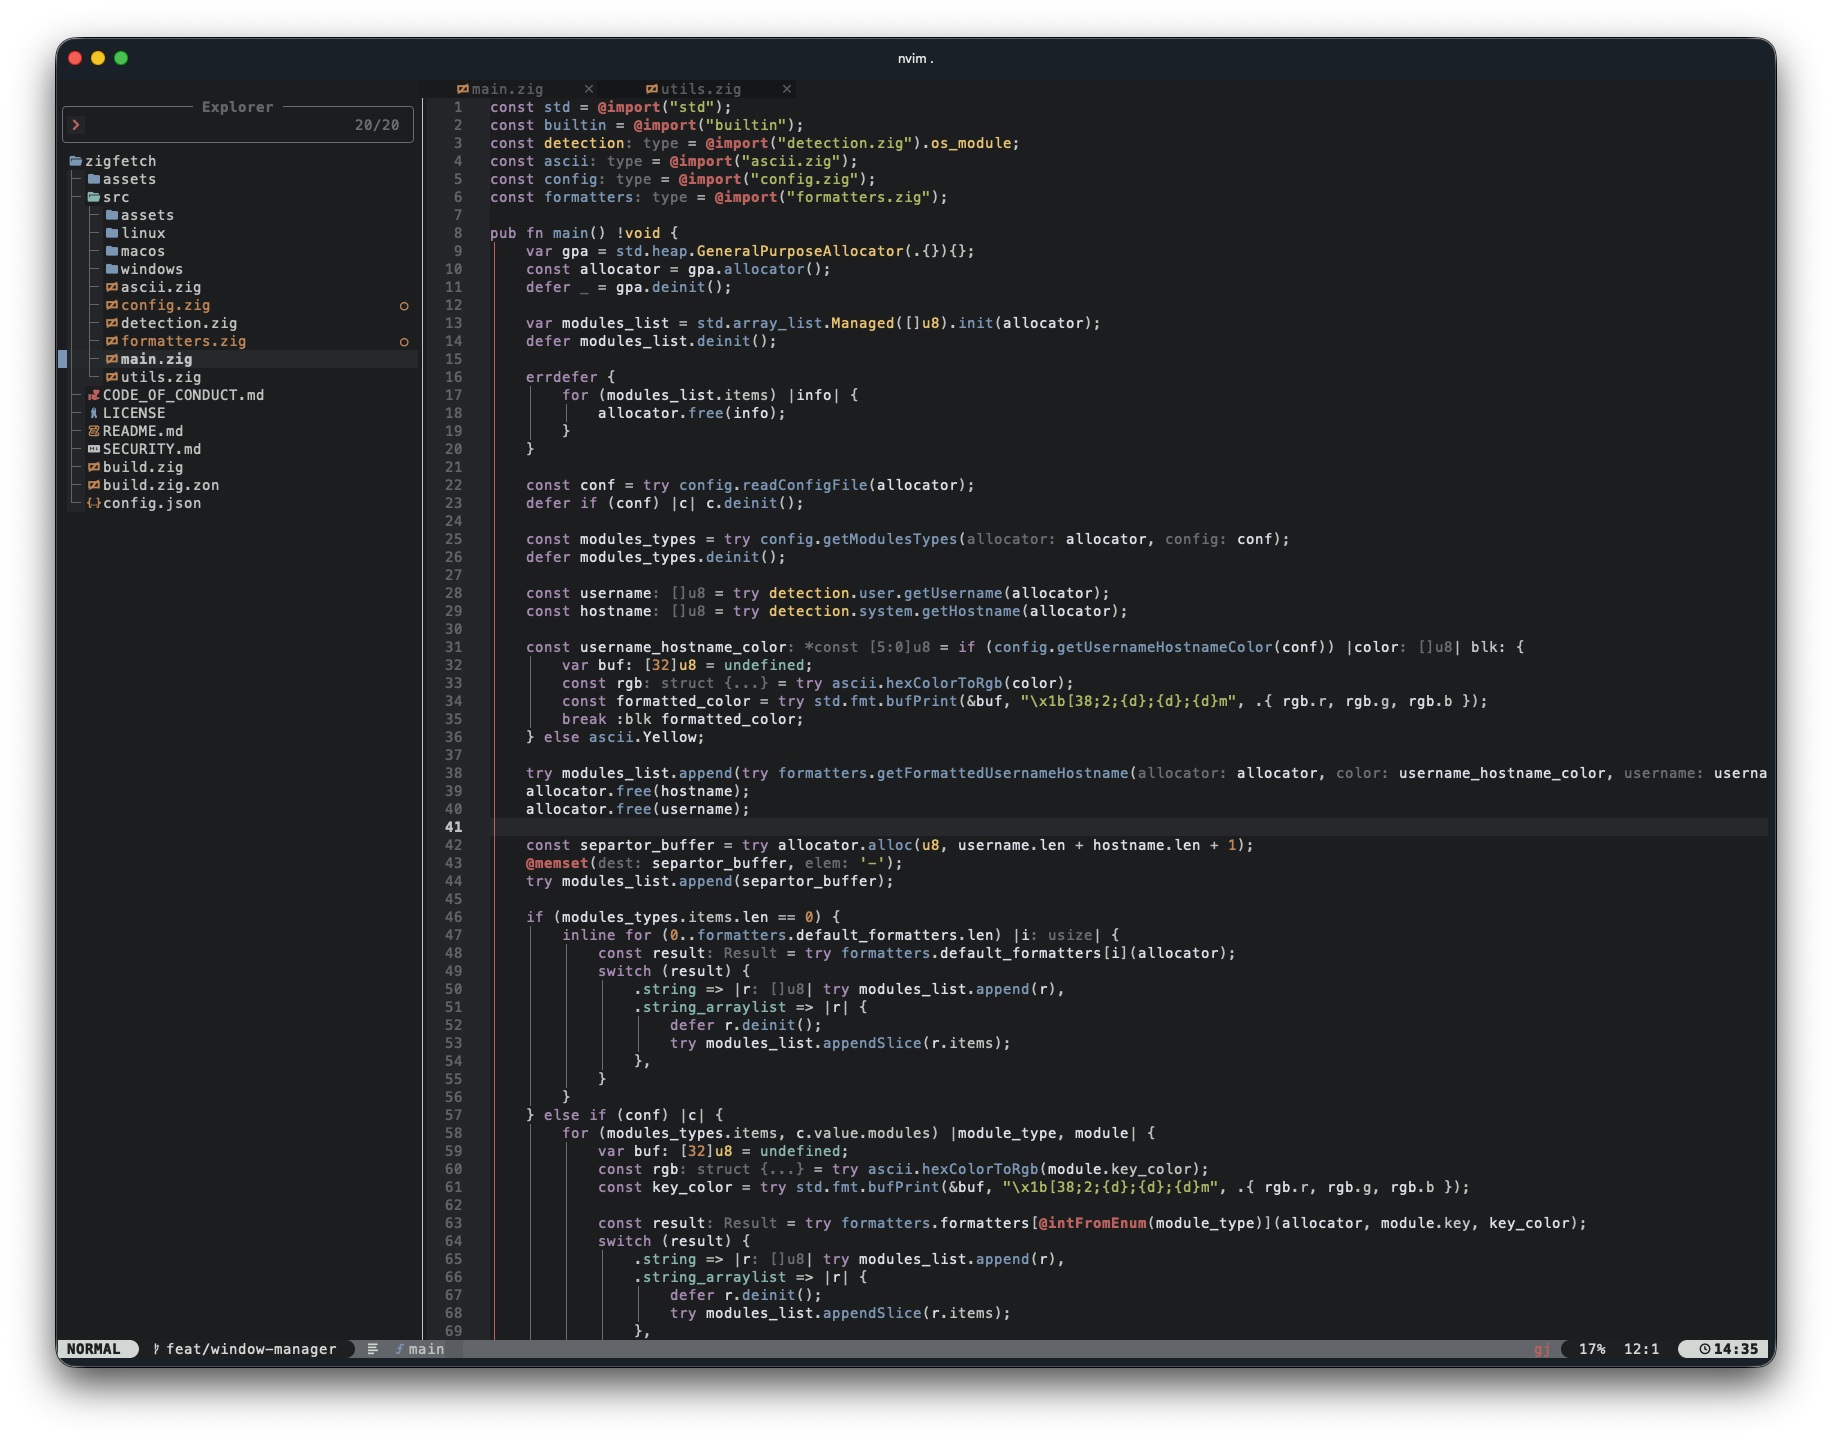 nvim .
main.zig ✕ utils.zig ✕
Explorer
20/20
zigfetch
assets
src
assets
linux
macos
windows
ascii.zig
config.zig
detection.zig
formatters.zig
main.zig
utils.zig
CODE_OF_CONDUCT.md
LICENSE
README.md
SECURITY.md
build.zig
build.zig.zon
config.json
1 const std = @import("std");
2 const builtin = @import("builtin");
3 const detection: type = @import("detection.zig").os_module;
4 const ascii: type = @import("ascii.zig");
5 const config: type = @import("config.zig");
6 const formatters: type = @import("formatters.zig");
7
8 pub fn main() !void {
9     var gpa = std.heap.GeneralPurposeAllocator(.{}){};
10     const allocator = gpa.allocator();
11     defer _ = gpa.deinit();
12
13     var modules_list = std.array_list.Managed([]u8).init(allocator);
14     defer modules_list.deinit();
15
16     errdefer {
17         for (modules_list.items) |info| {
18             allocator.free(info);
19         }
20     }
21
22     const conf = try config.readConfigFile(allocator);
23     defer if (conf) |c| c.deinit();
24
25     const modules_types = try config.getModulesTypes(allocator: allocator, config: conf);
26     defer modules_types.deinit();
27
28     const username: []u8 = try detection.user.getUsername(allocator);
29     const hostname: []u8 = try detection.system.getHostname(allocator);
30
31     const username_hostname_color: *const [5:0]u8 = if (config.getUsernameHostnameColor(conf)) |color: []u8| blk: {
32         var buf: [32]u8 = undefined;
33         const rgb: struct {...} = try ascii.hexColorToRgb(color);
34         const formatted_color = try std.fmt.bufPrint(&buf, "\x1b[38;2;{d};{d};{d}m", .{ rgb.r, rgb.g, rgb.b });
35         break :blk formatted_color;
36     } else ascii.Yellow;
37
38     try modules_list.append(try formatters.getFormattedUsernameHostname(allocator: allocator, color: username_hostname_color, username: userna
39     allocator.free(hostname);
40     allocator.free(username);
41
42     const separtor_buffer = try allocator.alloc(u8, username.len + hostname.len + 1);
43     @memset(dest: separtor_buffer, elem: '-');
44     try modules_list.append(separtor_buffer);
45
46     if (modules_types.items.len == 0) {
47         inline for (0..formatters.default_formatters.len) |i: usize| {
48             const result: Result = try formatters.default_formatters[i](allocator);
49             switch (result) {
50                 .string => |r: []u8| try modules_list.append(r),
51                 .string_arraylist => |r| {
52                     defer r.deinit();
53                     try modules_list.appendSlice(r.items);
54                 },
55             }
56         }
57     } else if (conf) |c| {
58         for (modules_types.items, c.value.modules) |module_type, module| {
59             var buf: [32]u8 = undefined;
60             const rgb: struct {...} = try ascii.hexColorToRgb(module.key_color);
61             const key_color = try std.fmt.bufPrint(&buf, "\x1b[38;2;{d};{d};{d}m", .{ rgb.r, rgb.g, rgb.b });
62
63             const result: Result = try formatters.formatters[@intFromEnum(module_type)](allocator, module.key, key_color);
64             switch (result) {
65                 .string => |r: []u8| try modules_list.append(r),
66                 .string_arraylist => |r| {
67                     defer r.deinit();
68                     try modules_list.appendSlice(r.items);
69                 },
NORMAL feat/window-manager main gj 17% 12:1 14:35